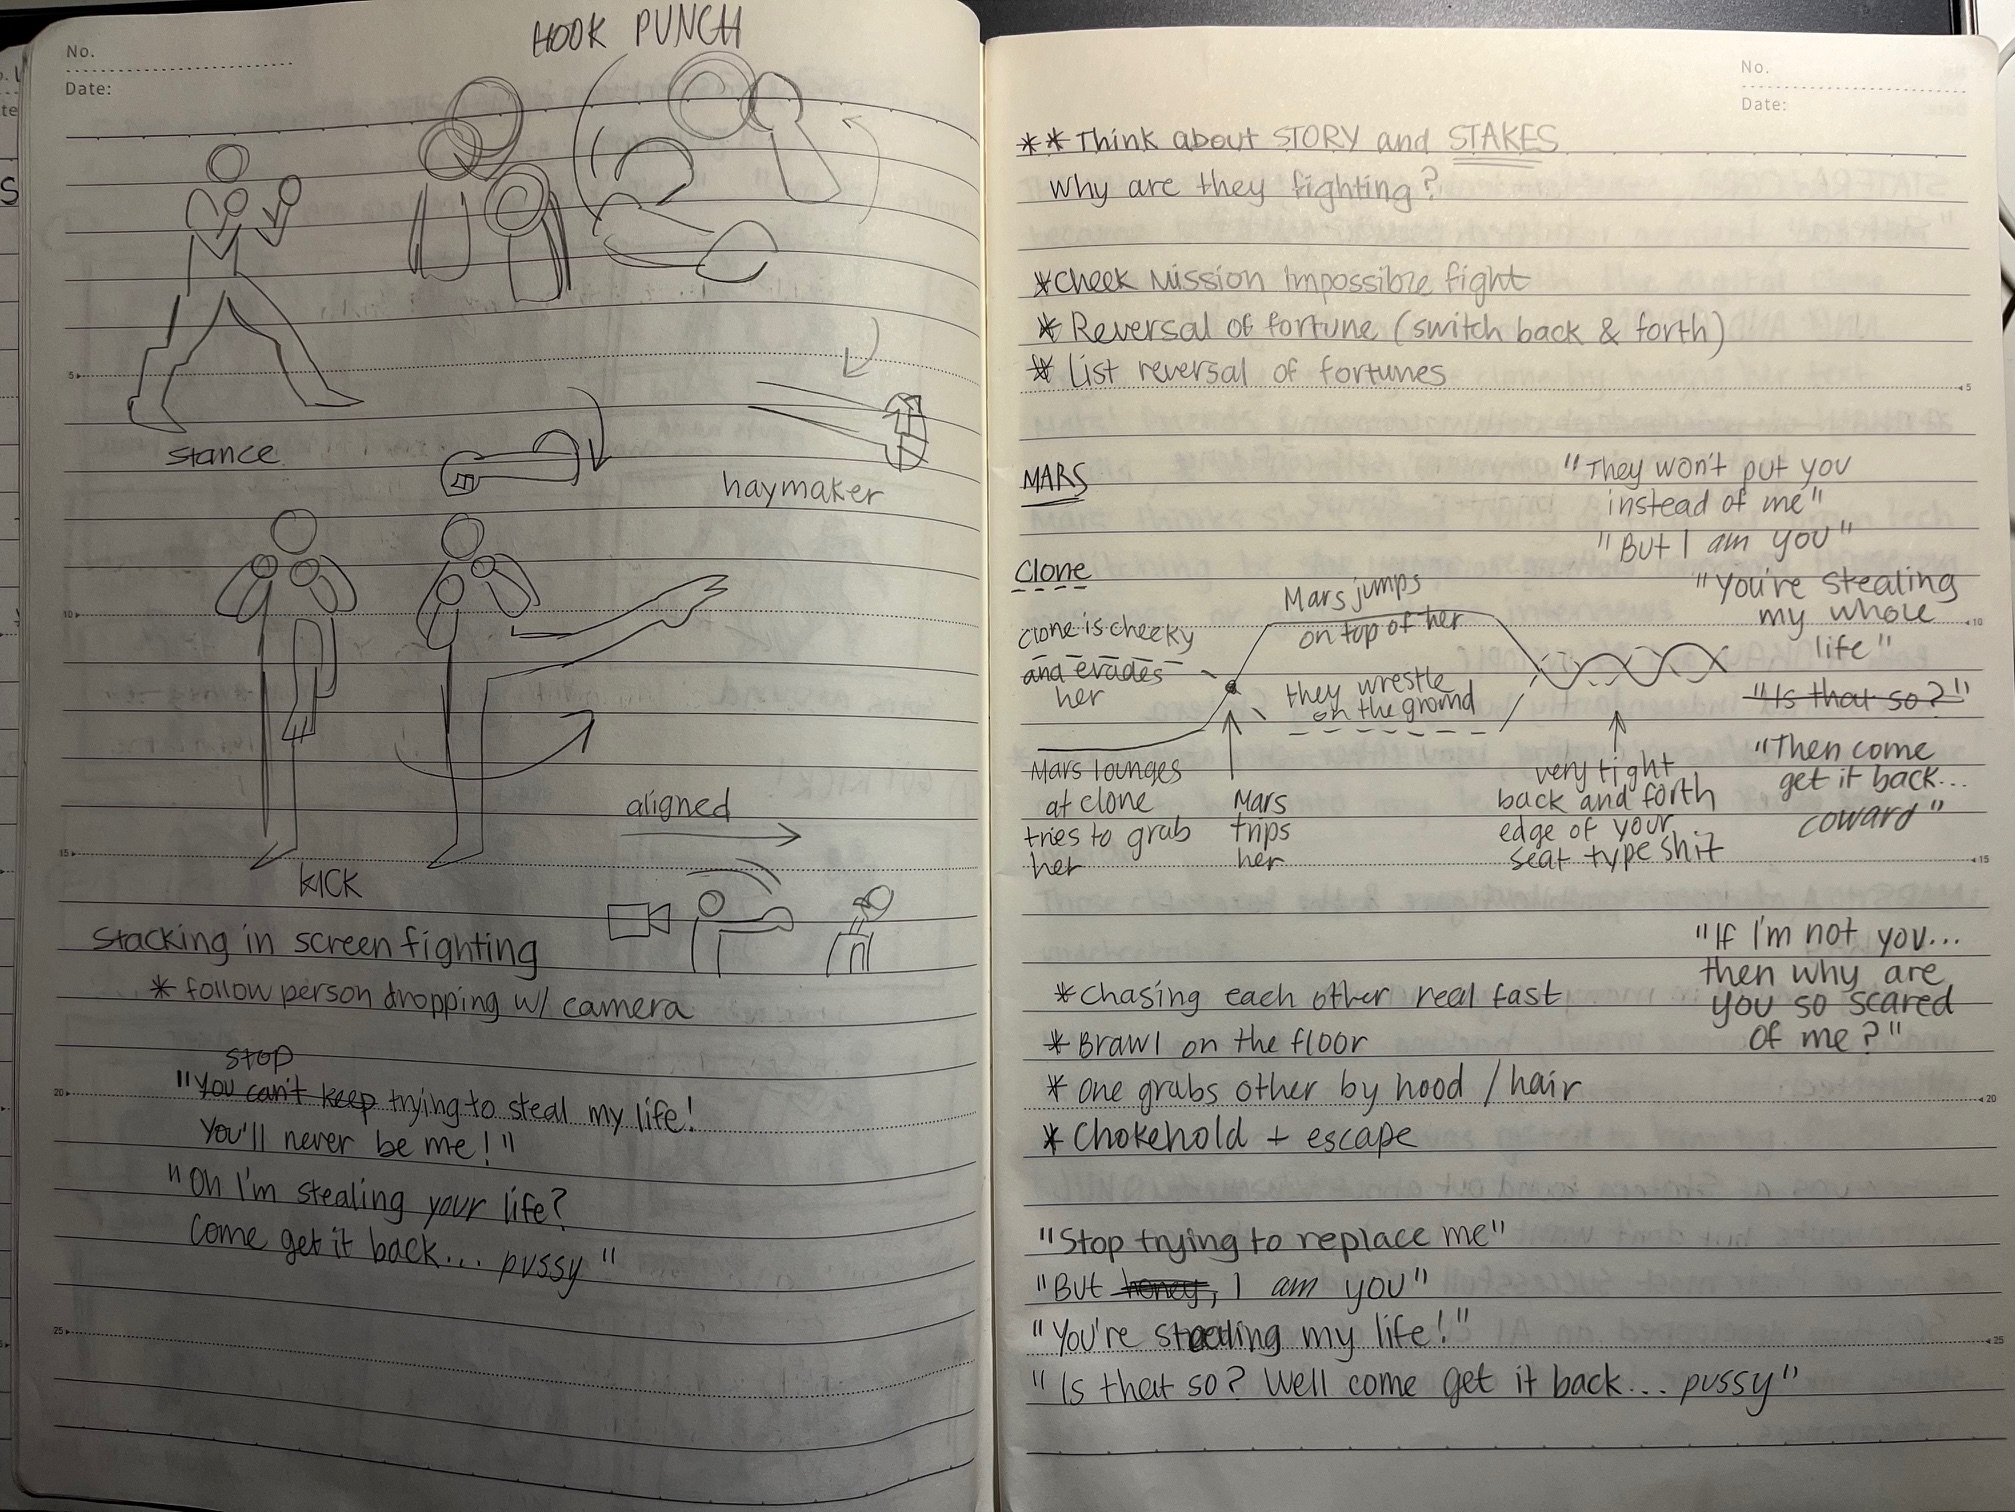 No.
Date:
HOOK PUNCH
stance
haymaker
KICK
aligned
Stacking in screen fighting
* follow person dropping w/ camera
stop
"You can't keep trying to steal my life!
You'll never be me!"
"Oh I'm stealing your life?
Come get it back... pussy"
5
10
15
20
25
No.
Date:
** Think about STORY and STAKES
why are they fighting?
* Check Mission Impossible fight
* Reversal of fortune (switch back & forth)
* List reversal of fortunes
MARS
Clone
"They won't put you
instead of me"
"But I am you"
"You're stealing
my whole
life"
"Is that so?"
"Then come
get it back...
coward"
clone is cheeky
and evades
her
Mars jumps
on top of her
they wrestle
on the ground
Mars lounges
at clone
tries to grab
her
Mars
trips
her
very tight
back and forth
edge of your
seat type shit
"If I'm not you...
then why are
you so scared
of me?"
* Chasing each other real fast
* Brawl on the floor
* One grabs other by hood / hair
* Chokehold + escape
"Stop trying to replace me"
"But honey, I am you"
"You're stealing my life!"
"Is that so? Well come get it back... pussy"
5
10
15
20
25